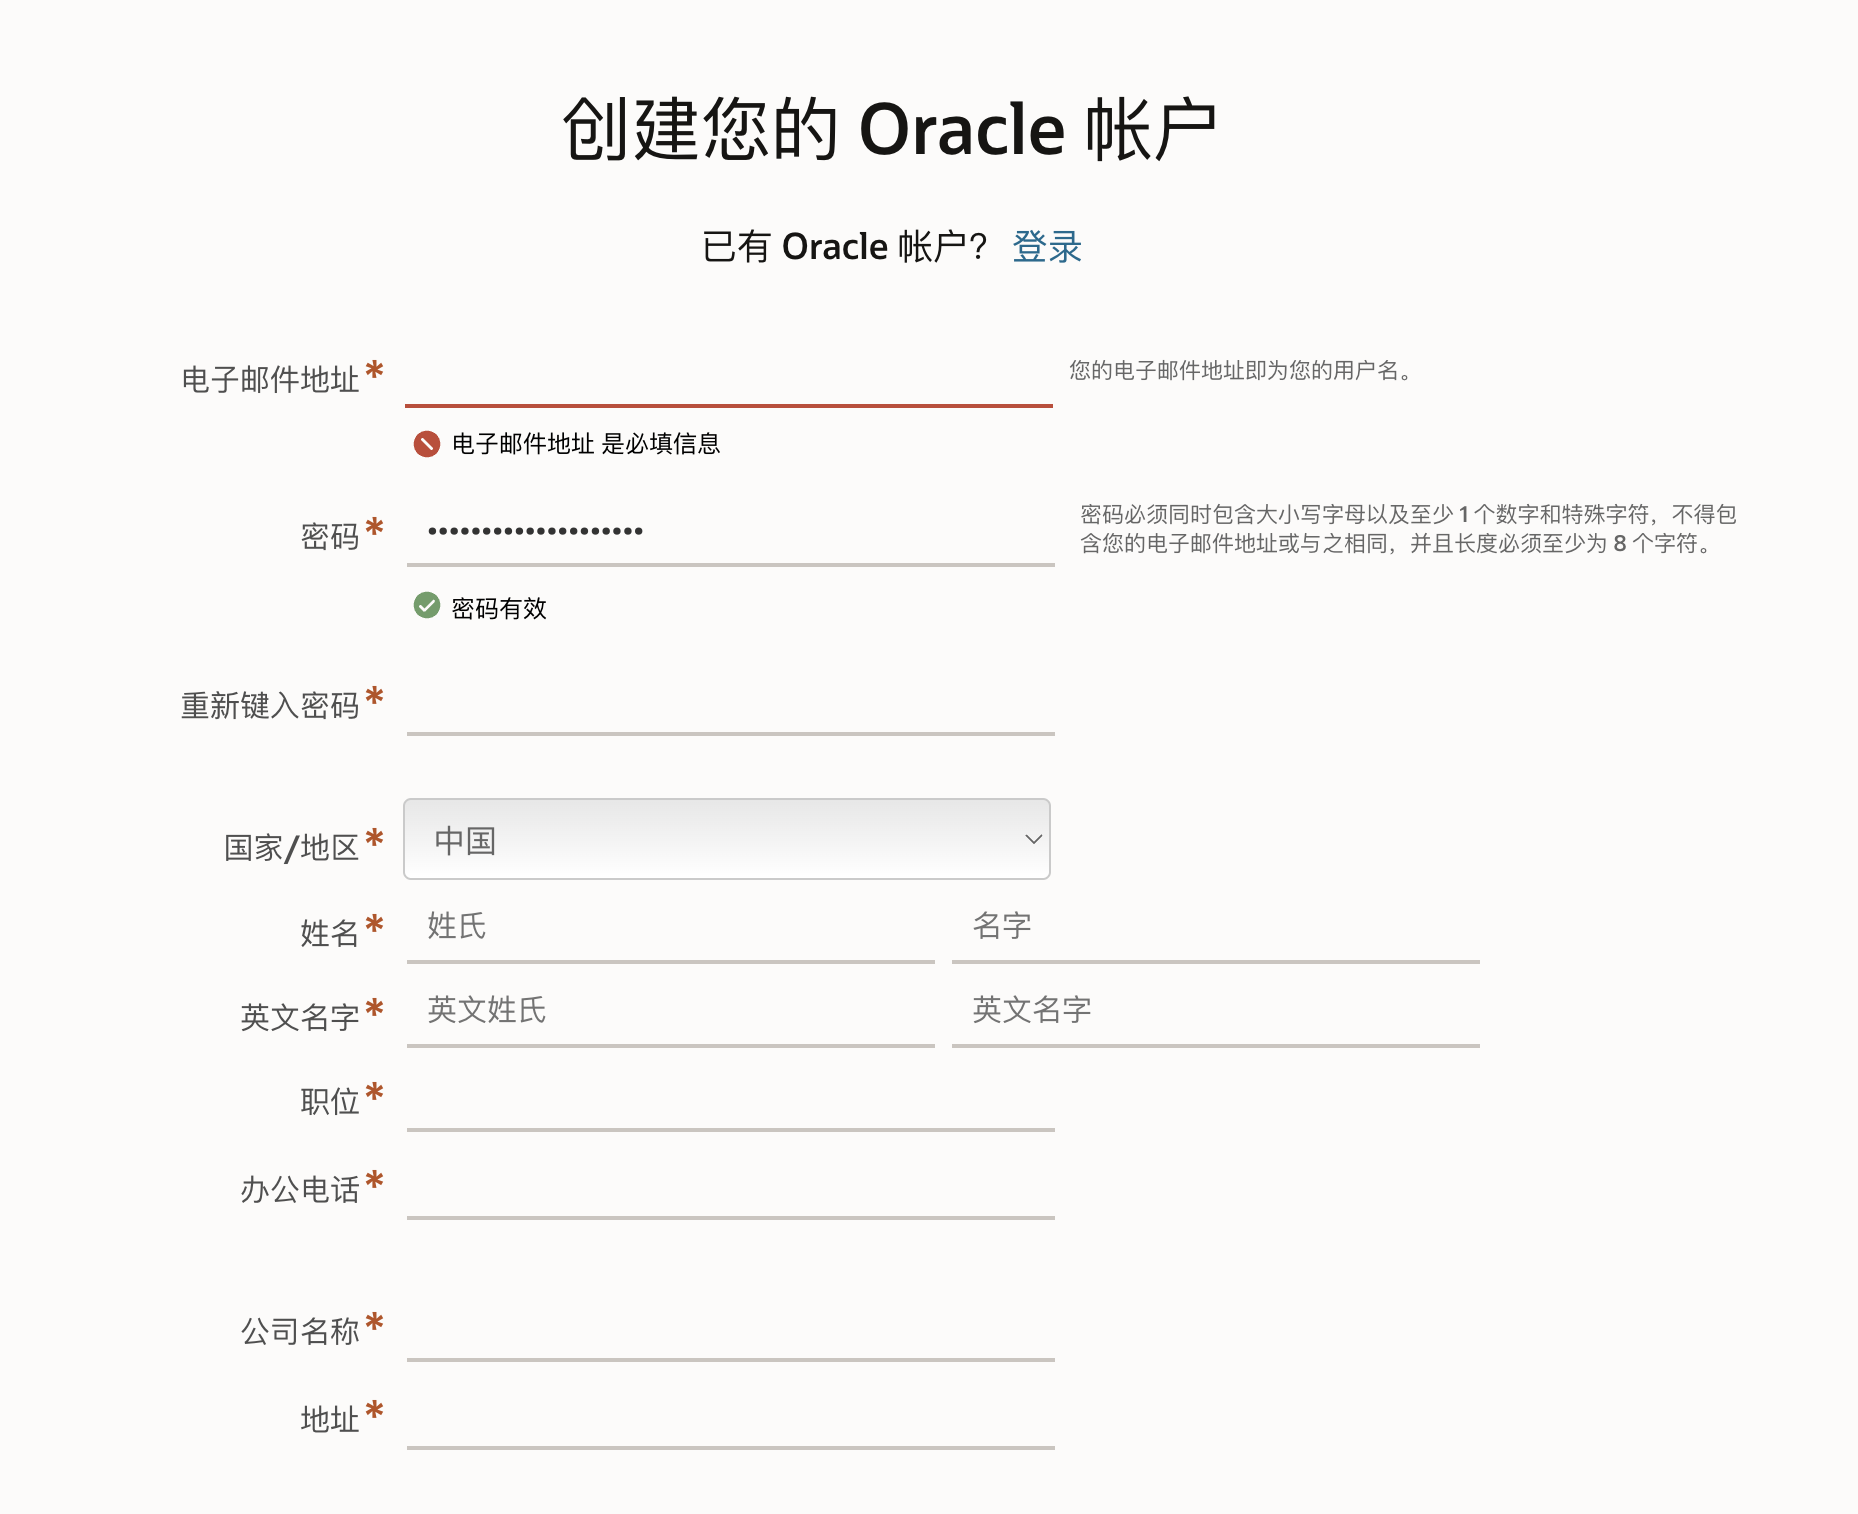 创建您的 Oracle 帐户
已有 Oracle 帐户？ 登录
电子邮件地址*
您的电子邮件地址即为您的用户名。
电子邮件地址 是必填信息
密码* ••••••••••••••••••••
密码必须同时包含大小写字母以及至少 1 个数字和特殊字符，不得包
含您的电子邮件地址或与之相同，并且长度必须至少为 8 个字符。
密码有效
重新键入密码*
国家/地区* 中国
姓名* 姓氏 名字
英文名字* 英文姓氏 英文名字
职位*
办公电话*
公司名称*
地址*